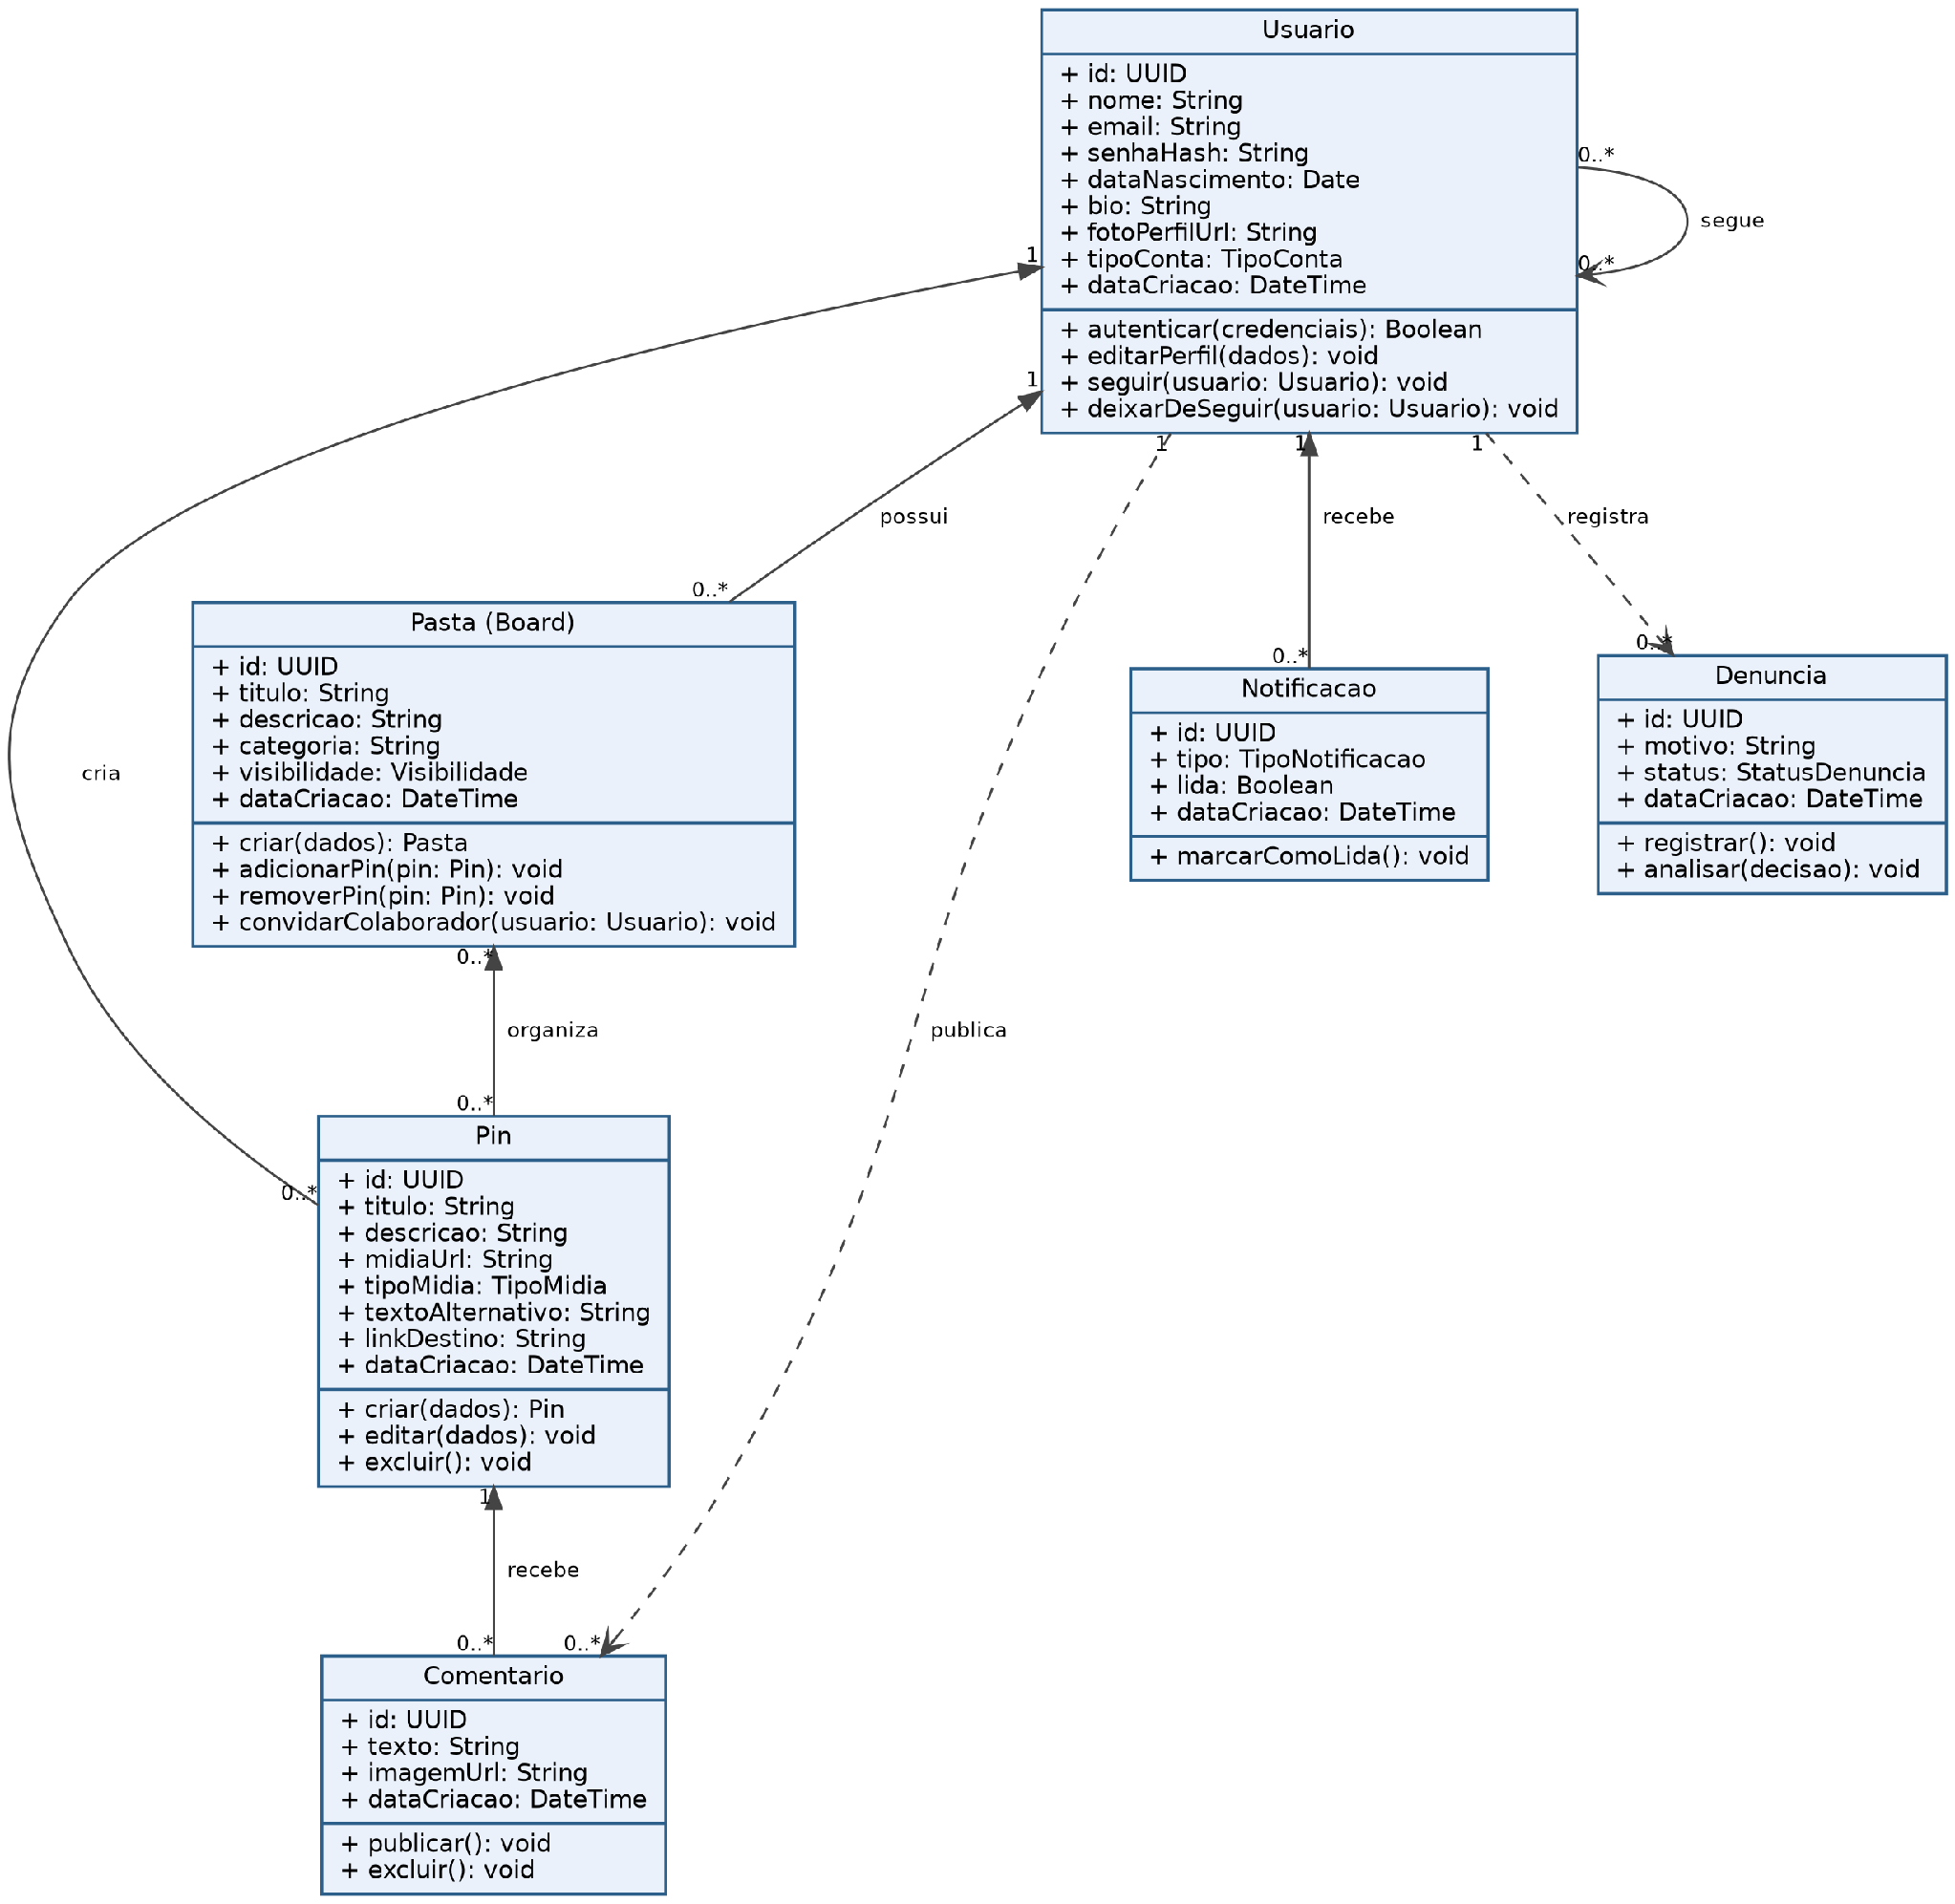 Usuario
+ id: UUID
+ nome: String
+ email: String
+ senhaHash: String
+ dataNascimento: Date
+ bio: String
+ fotoPerfilUrl: String
+ tipoConta: TipoConta
+ dataCriacao: DateTime
+ autenticar(credenciais): Boolean
+ editarPerfil(dados): void
+ seguir(usuario: Usuario): void
+ deixarDeSeguir(usuario: Usuario): void
0..*
segue
0..*
1
1
1
1
1
possui
recebe
registra
0..*
0..*
0..*
cria
Pasta (Board)
+ id: UUID
+ titulo: String
+ descricao: String
+ categoria: String
+ visibilidade: Visibilidade
+ dataCriacao: DateTime
+ criar(dados): Pasta
+ adicionarPin(pin: Pin): void
+ removerPin(pin: Pin): void
+ convidarColaborador(usuario: Usuario): void
Notificacao
+ id: UUID
+ tipo: TipoNotificacao
+ lida: Boolean
+ dataCriacao: DateTime
+ marcarComoLida(): void
Denuncia
+ id: UUID
+ motivo: String
+ status: StatusDenuncia
+ dataCriacao: DateTime
+ registrar(): void
+ analisar(decisao): void
0..*
organiza
publica
0..*
0..*
Pin
+ id: UUID
+ titulo: String
+ descricao: String
+ midiaUrl: String
+ tipoMidia: TipoMidia
+ textoAlternativo: String
+ linkDestino: String
+ dataCriacao: DateTime
+ criar(dados): Pin
+ editar(dados): void
+ excluir(): void
1
recebe
0..*
0..*
Comentario
+ id: UUID
+ texto: String
+ imagemUrl: String
+ dataCriacao: DateTime
+ publicar(): void
+ excluir(): void